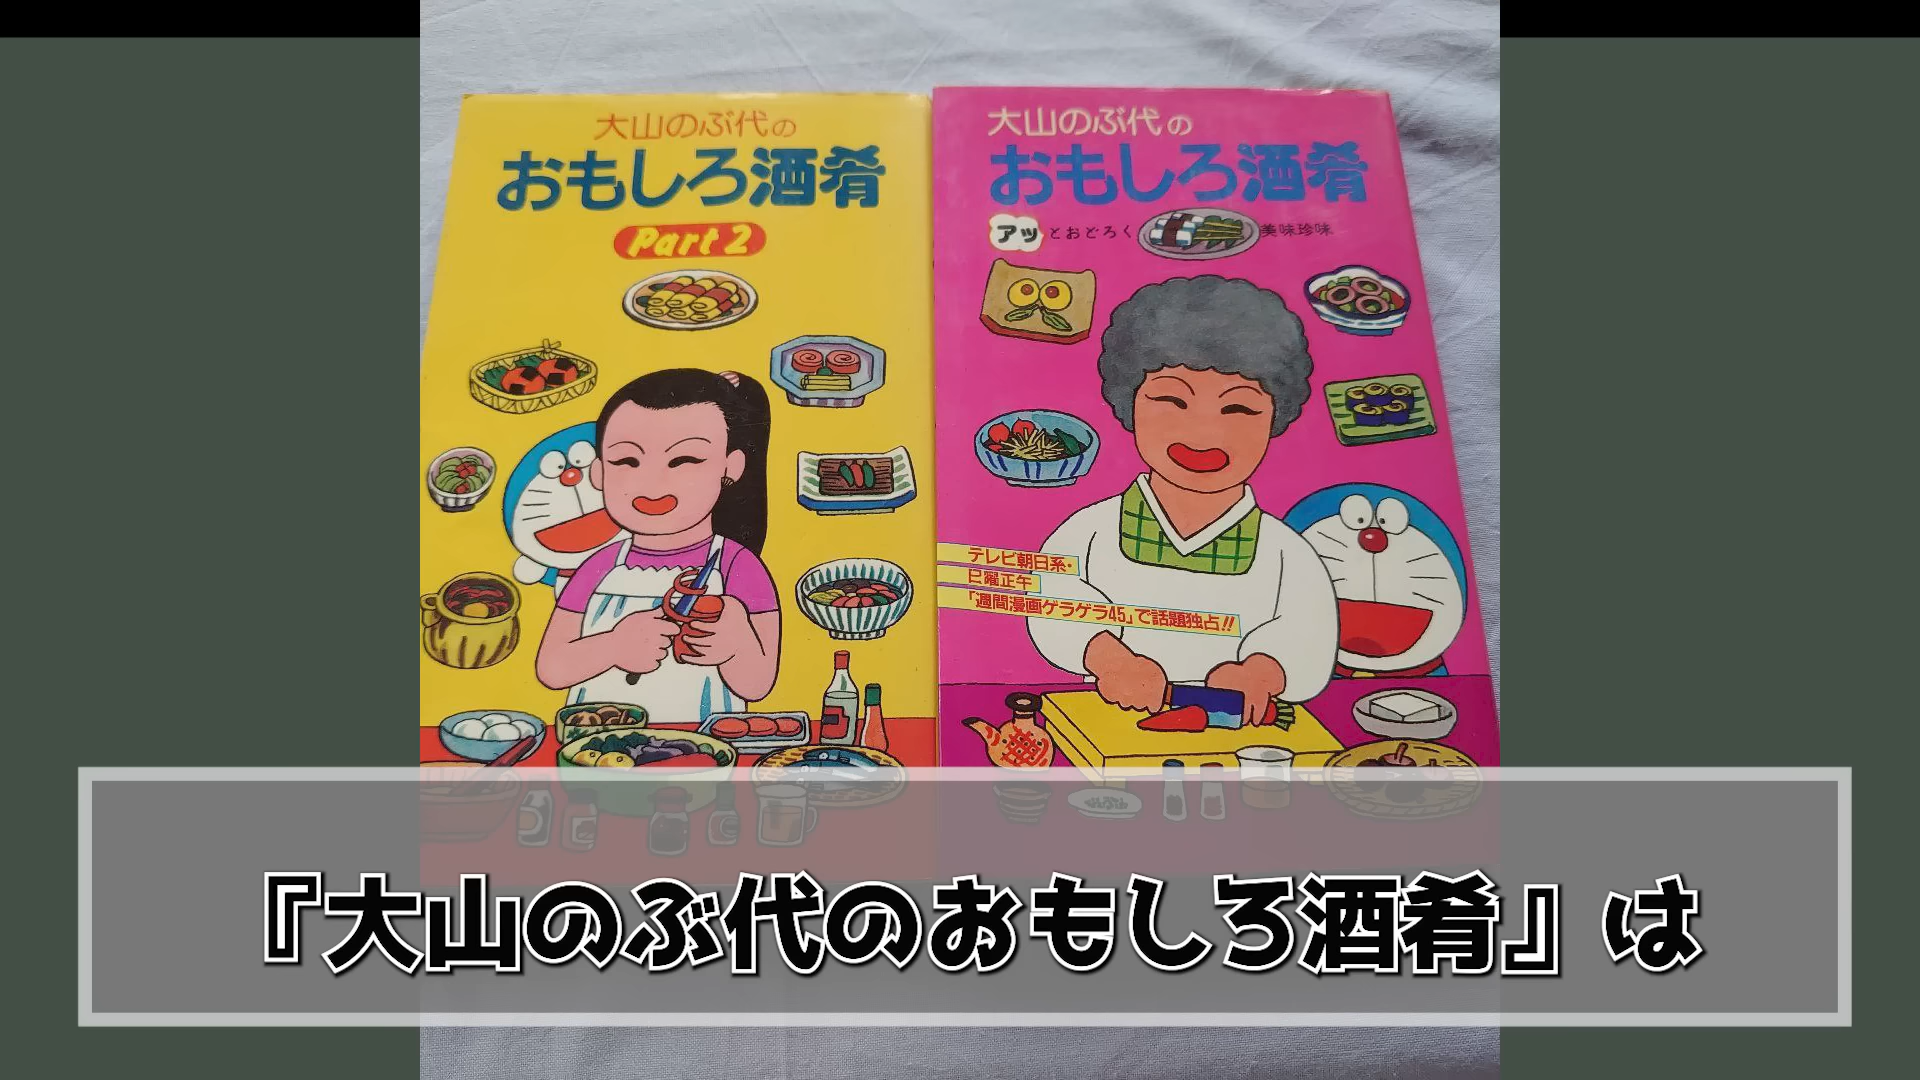 大山のぶ代の
おもしろ酒肴
Part 2
大山のぶ代の
おもしろ酒肴
アッとおどろく美味珍味
テレビ朝日系・
日曜正午
「週間漫画ゲラゲラ45」で話題独占!!
『大山のぶ代のおもしろ酒肴』は